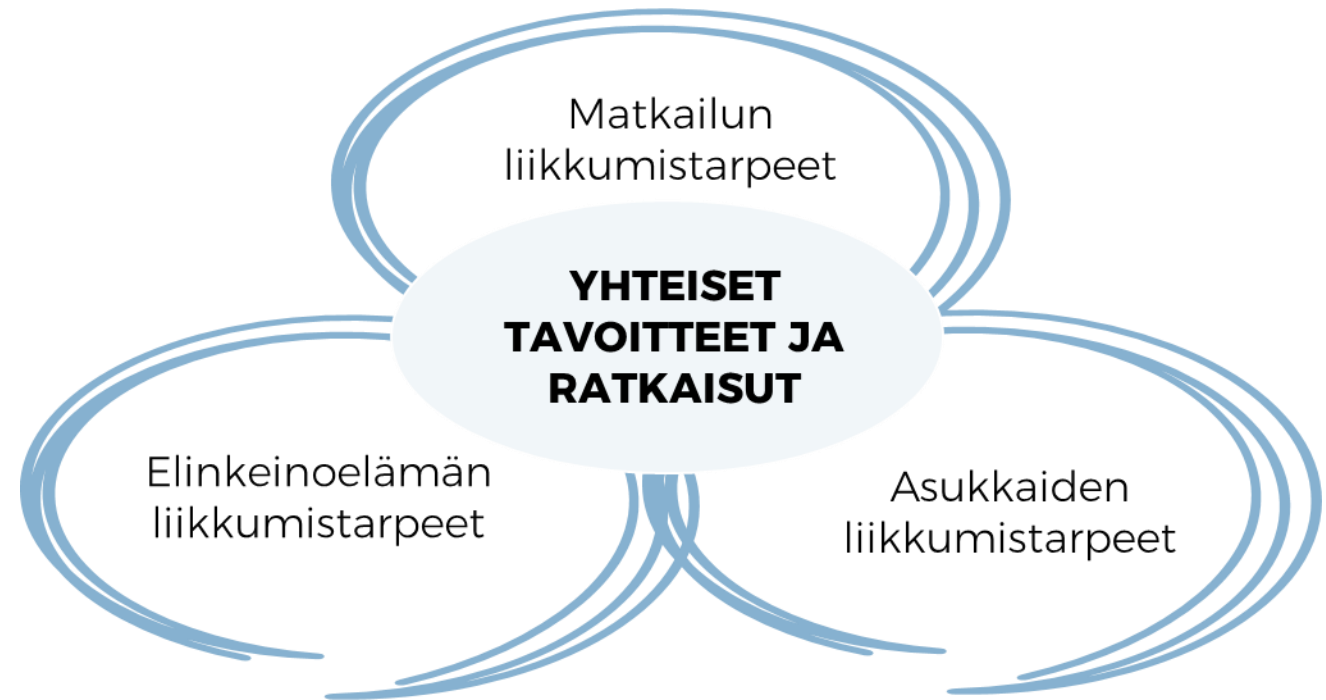 Matkailun
liikkumistarpeet
YHTEISET
TAVOITTEET JA
RATKAISUT
Elinkeinoelämän
liikkumistarpeet
Asukkaiden
liikkumistarpeet